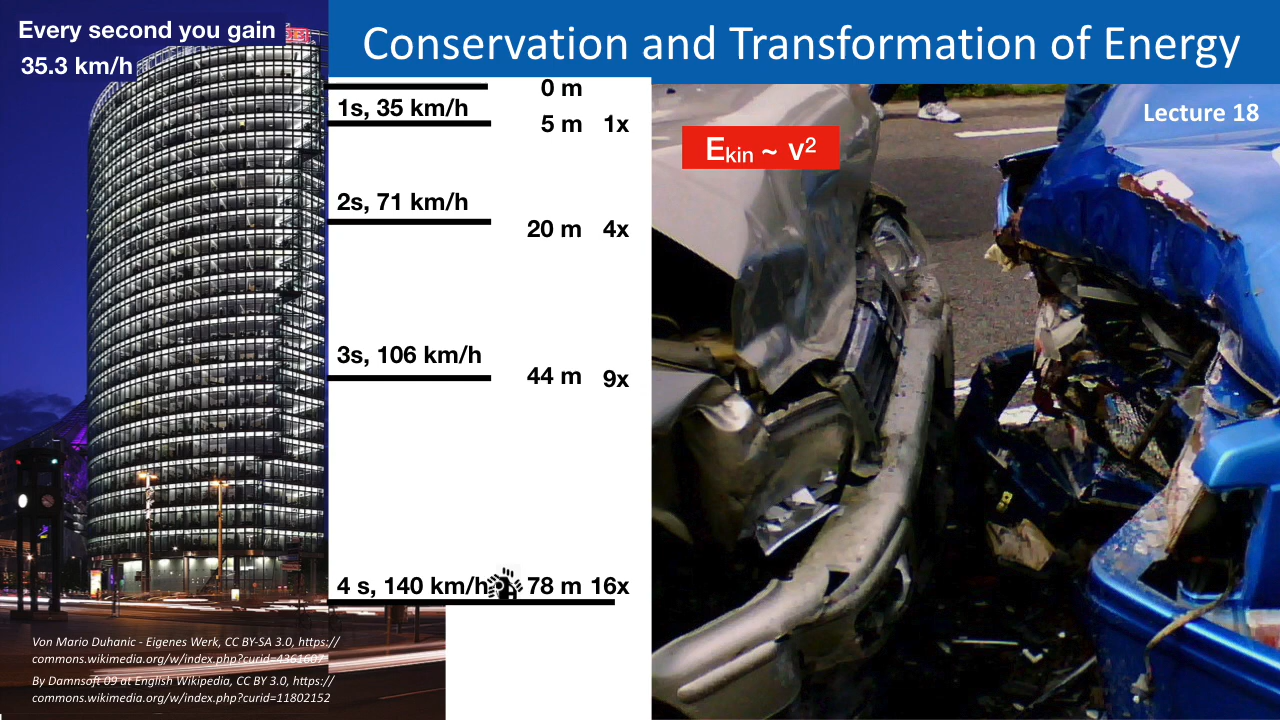 Every second you gain
35.3 km/h
Conservation and Transformation of Energy
Lecture 18
0 m
1s, 35 km/h
5 m 1x
2s, 71 km/h
20 m 4x
3s, 106 km/h
44 m 9x
4 s, 140 km/h 78 m 16x
Ekin ~ v²
Von Mario Duhanic - Eigenes Werk, CC BY-SA 3.0, https://
commons.wikimedia.org/w/index.php?curid=4361607
By Damnsoft 09 at English Wikipedia, CC BY 3.0, https://
commons.wikimedia.org/w/index.php?curid=11802152